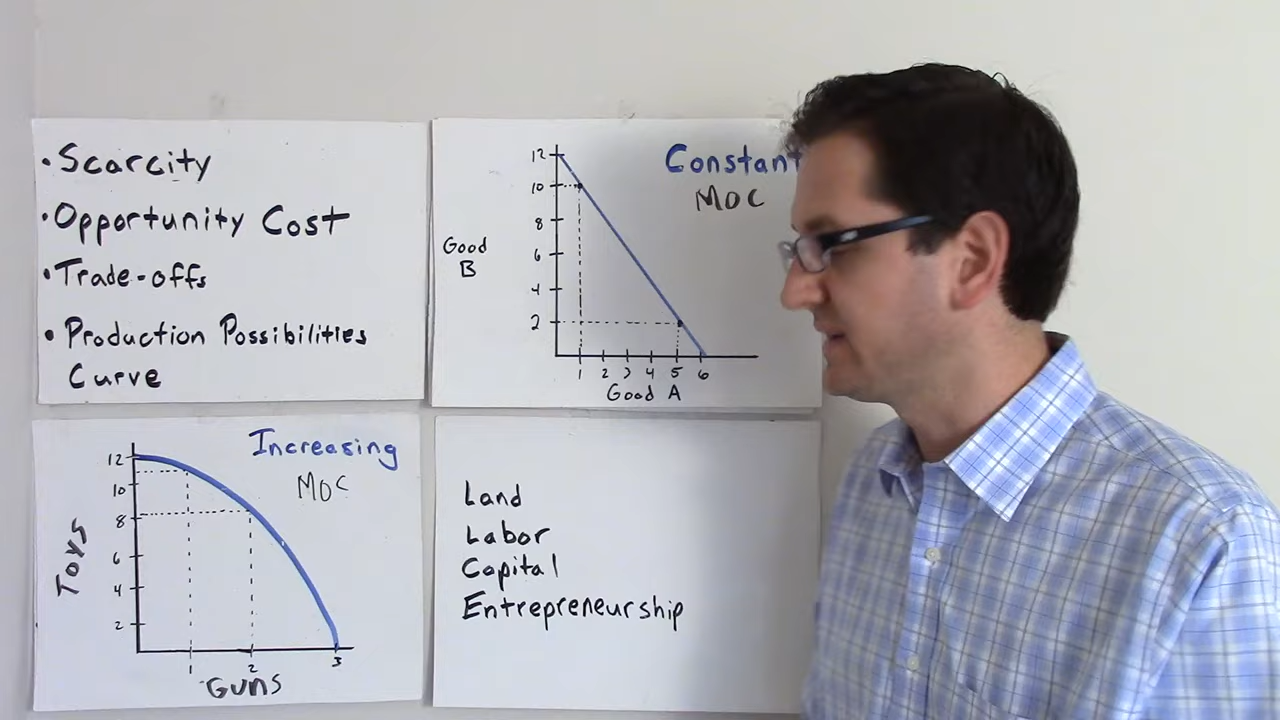 •Scarcity
•Opportunity Cost
•Trade-offs
•Production Possibilities
Curve
Constant
MOC
12
10
8
6
4
2
Good
B
1 2 3 4 5 6
Good A
Increasing
MOC
12
10
8
6
4
2
Toys
1 2 3
Guns
Land
Labor
Capital
Entrepreneurship